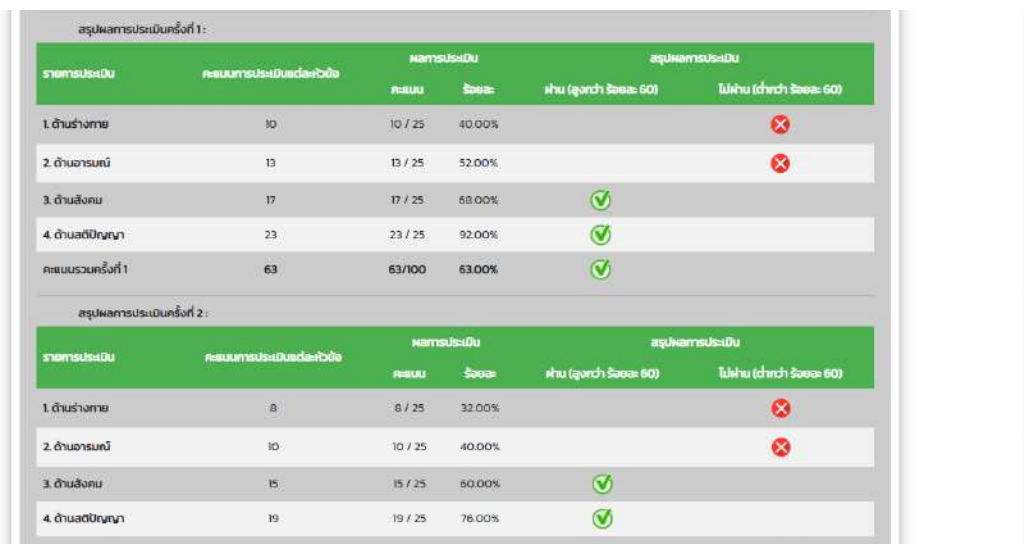 สรุปผลการประเมินครั้งที่ 1 :
รายการประเมิน คะแนนการประเมินแต่ละหัวข้อ ผลการประเมิน สรุปผลการประเมิน
คะแนน ร้อยละ ผ่าน (สูงกว่า ร้อยละ 60) ไม่ผ่าน (ต่ำกว่า ร้อยละ 60)
1. ด้านร่างกาย 10 10 / 25 40.00%
2. ด้านอารมณ์ 13 13 / 25 52.00%
3. ด้านสังคม 17 17 / 25 68.00%
4. ด้านสติปัญญา 23 23 / 25 92.00%
คะแนนรวมครั้งที่ 1 63 63/100 63.00%
สรุปผลการประเมินครั้งที่ 2 :
รายการประเมิน คะแนนการประเมินแต่ละหัวข้อ ผลการประเมิน สรุปผลการประเมิน
คะแนน ร้อยละ ผ่าน (สูงกว่า ร้อยละ 60) ไม่ผ่าน (ต่ำกว่า ร้อยละ 60)
1. ด้านร่างกาย 8 8 / 25 32.00%
2. ด้านอารมณ์ 10 10 / 25 40.00%
3. ด้านสังคม 15 15 / 25 60.00%
4. ด้านสติปัญญา 19 19 / 25 76.00%